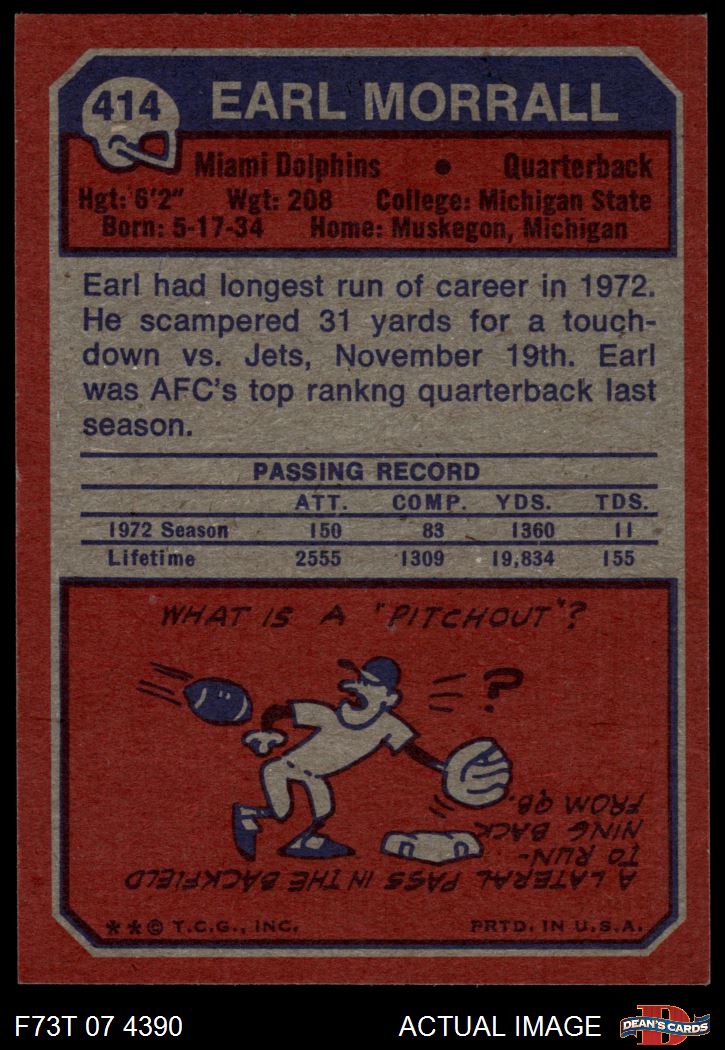 414 EARL MORRALL
Miami Dolphins • Quarterback
Hgt: 6'2" Wgt: 208 College: Michigan State
Born: 5-17-34 Home: Muskegon, Michigan
Earl had longest run of career in 1972.
He scampered 31 yards for a touch-
down vs. Jets, November 19th. Earl
was AFC's top rankng quarterback last
season.
PASSING RECORD
ATT. COMP. YDS. TDS.
1972 Season 150 83 1360 11
Lifetime 2555 1309 19,834 155
WHAT IS A "PITCHOUT"?
?
A LATERAL PASS IN THE BACKFIELD
TO RUN-
NING BACK
FROM QB.
**© T.C.G., INC. PRTD. IN U.S.A.
F73T 07 4390 ACTUAL IMAGE D DEAN'S CARDS